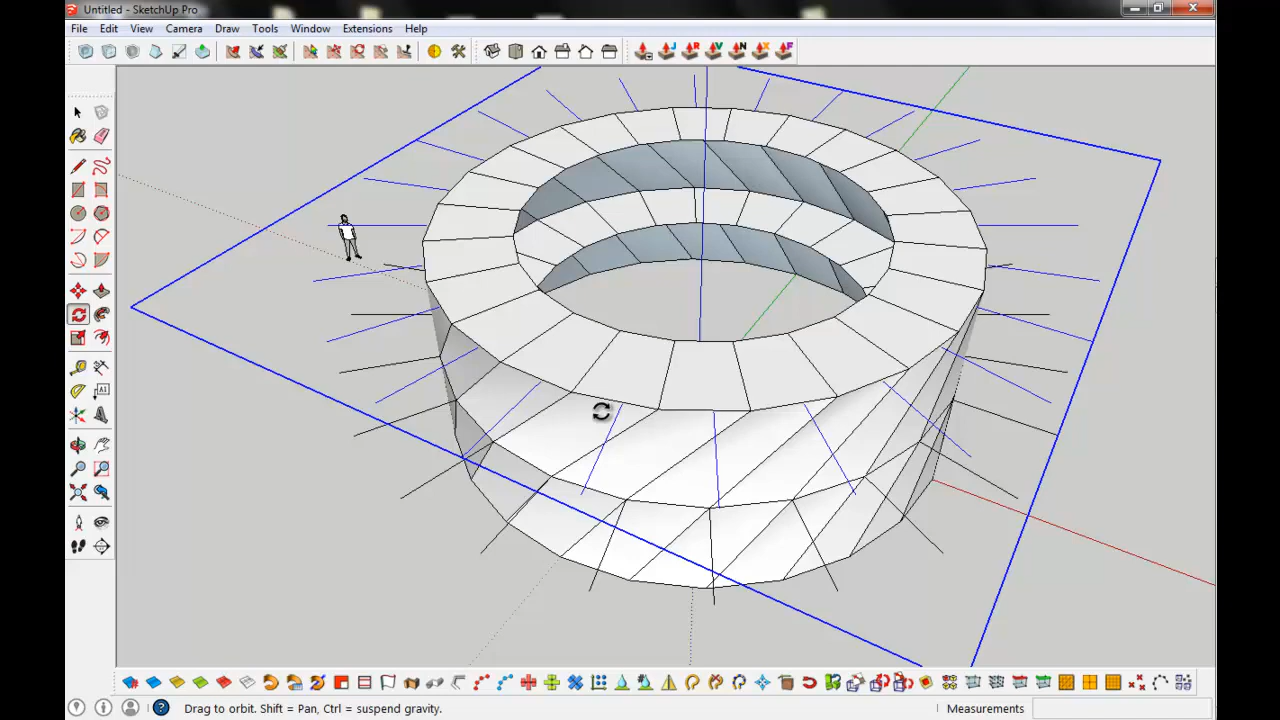 Untitled - SketchUp Pro
File Edit View Camera Draw Tools Window Extensions Help
J R V N X F
A1
Drag to orbit. Shift = Pan, Ctrl = suspend gravity.
Measurements